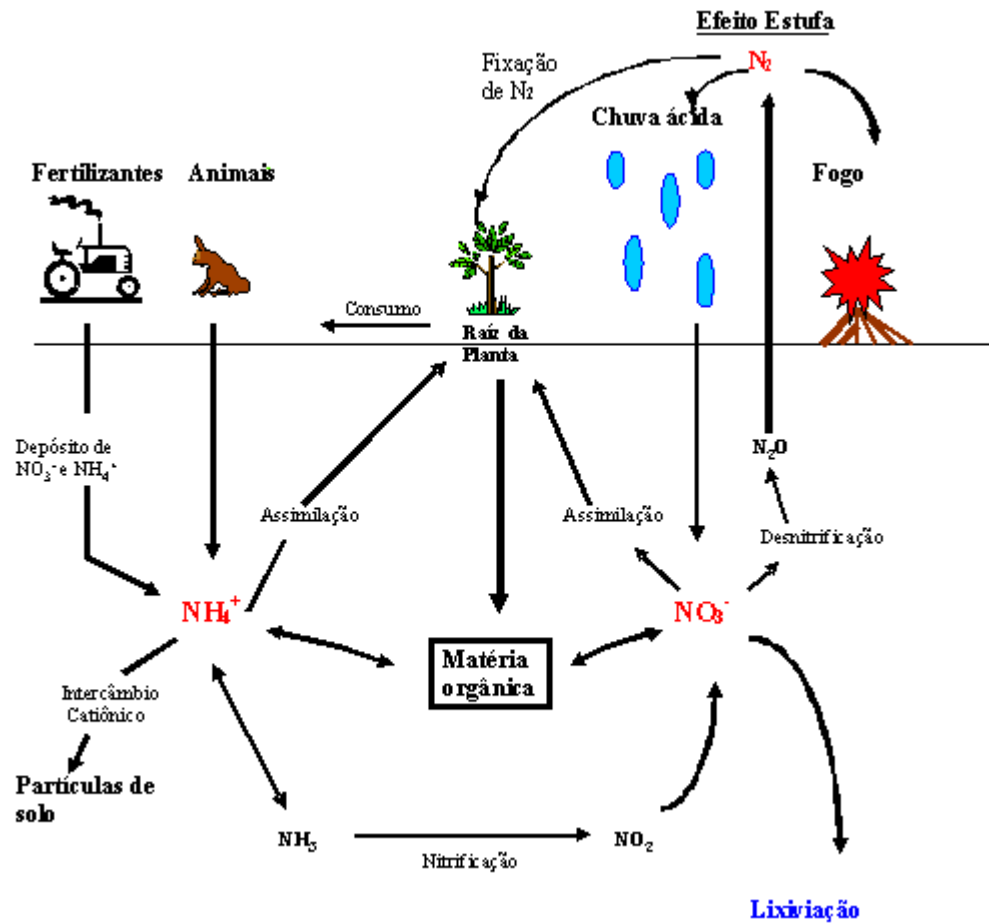 Efeito Estufa
N₂
Fixação
de N₂
Chuva ácida
Fertilizantes
Animais
Fogo
Consumo
Raíz da
Planta
Depósito de
NO₃⁻ e NH₄⁺
N₂O
Assimilação
Assimilação
Desnitrificação
NH₄⁺
NO₃⁻
Matéria
orgânica
Intercâmbio
Catiônico
Partículas de
solo
NH₃
NO₂
Nitrificação
Lixiviação